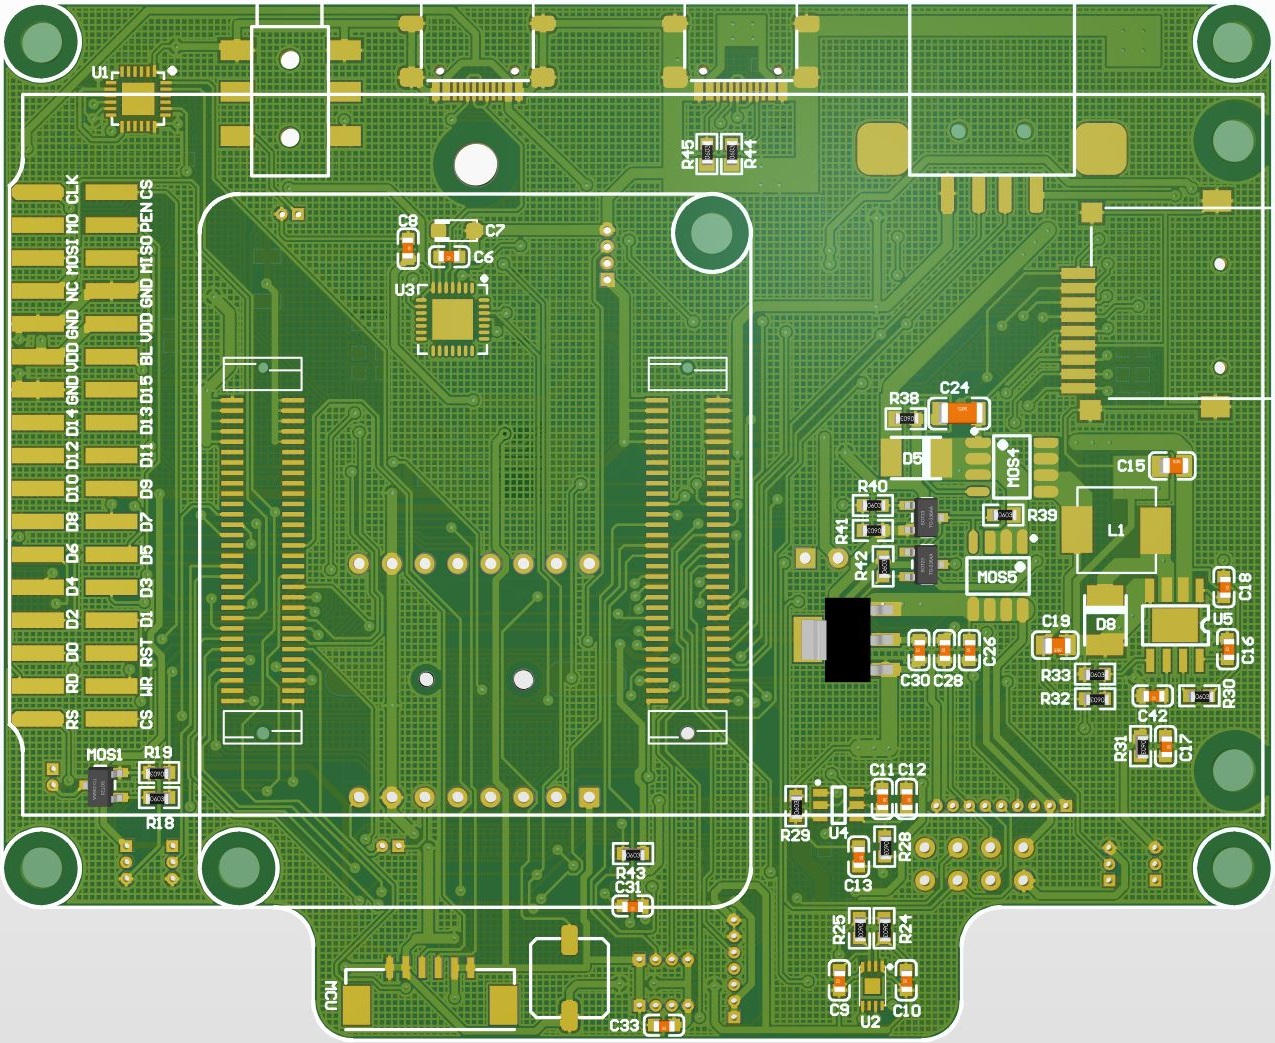 U1
CLK
CS
MO
PEN
MOSI
MISO
NC
GND
GND
VDD
VDD
BL
GND
D15
D14
D13
D12
D11
D10
D9
D8
D7
D6
D5
D4
D3
D2
D1
D0
RST
RD
WR
RS
CS
R45
R44
C8
C7
C6
U3
R38
C24
D5
MOS4
C15
R40
R39
R41
L1
R42
MOS5
C18
C19
D8
U5
C16
C30
C28
C26
R33
R32
R30
C42
R31
C17
MOS1
R19
R18
C11
C12
R29
U4
R28
C13
R43
C31
R25
R24
MCU
C9
U2
C10
C33